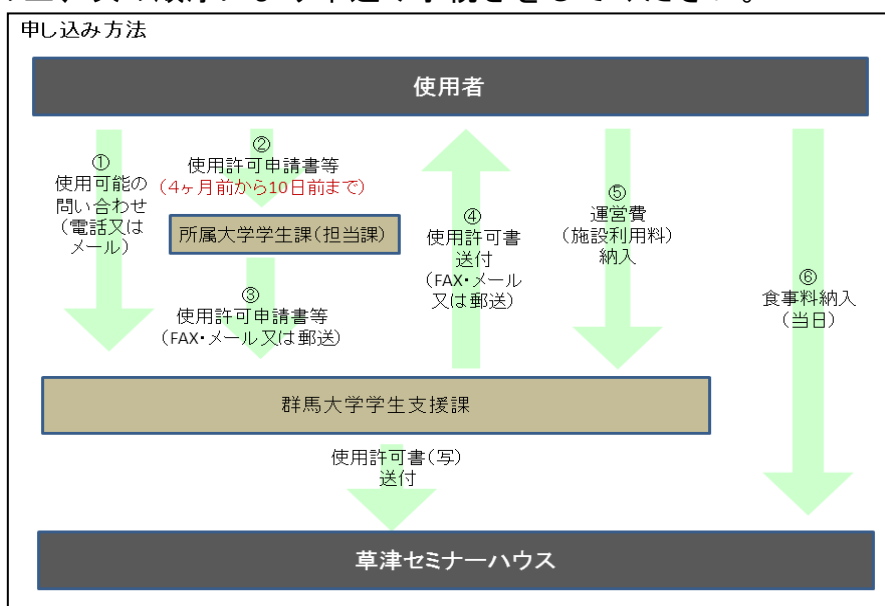 申し込み方法
使用者
①
使用可能の
問い合わせ
（電話又は
メール）
②
使用許可申請書等
（4ヶ月前から10日前まで）
所属大学学生課（担当課）
③
使用許可申請書等
（FAX・メール又は郵送）
④
使用許可書
送付
（FAX・メール
又は郵送）
⑤
運営費
（施設利用料）
納入
⑥
食事料納入
（当日）
群馬大学学生支援課
使用許可書（写）
送付
草津セミナーハウス